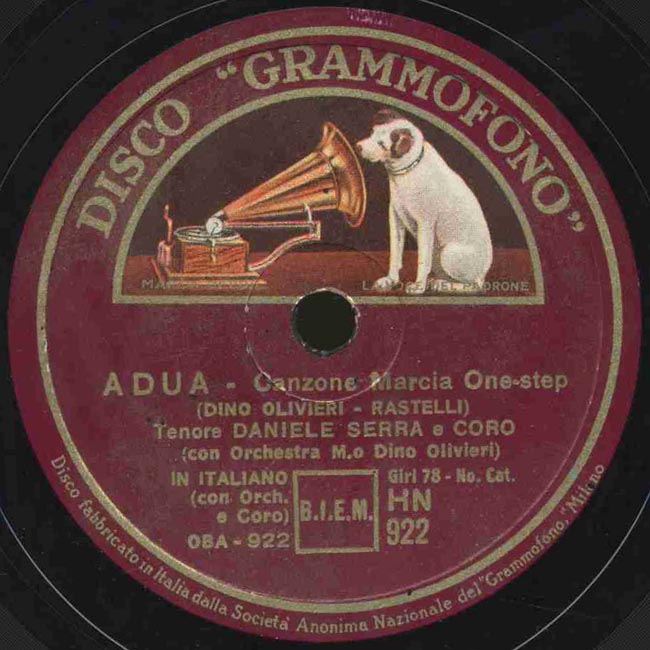 DISCO "GRAMMOFONO"
LA VOCE DEL PADRONE
ADUA - Canzone Marcia One-step
(DINO OLIVIERI - RASTELLI)
Tenore DANIELE SERRA e CORO
(con Orchestra M.o Dino Olivieri)
IN ITALIANO
(con Orch.
e Coro)
OBA-922
B.I.E.M.
Giri 78 - No. Cat.
HN
922
Disco fabbricato in Italia dalla Società Anonima Nazionale del "Grammofono," Milano